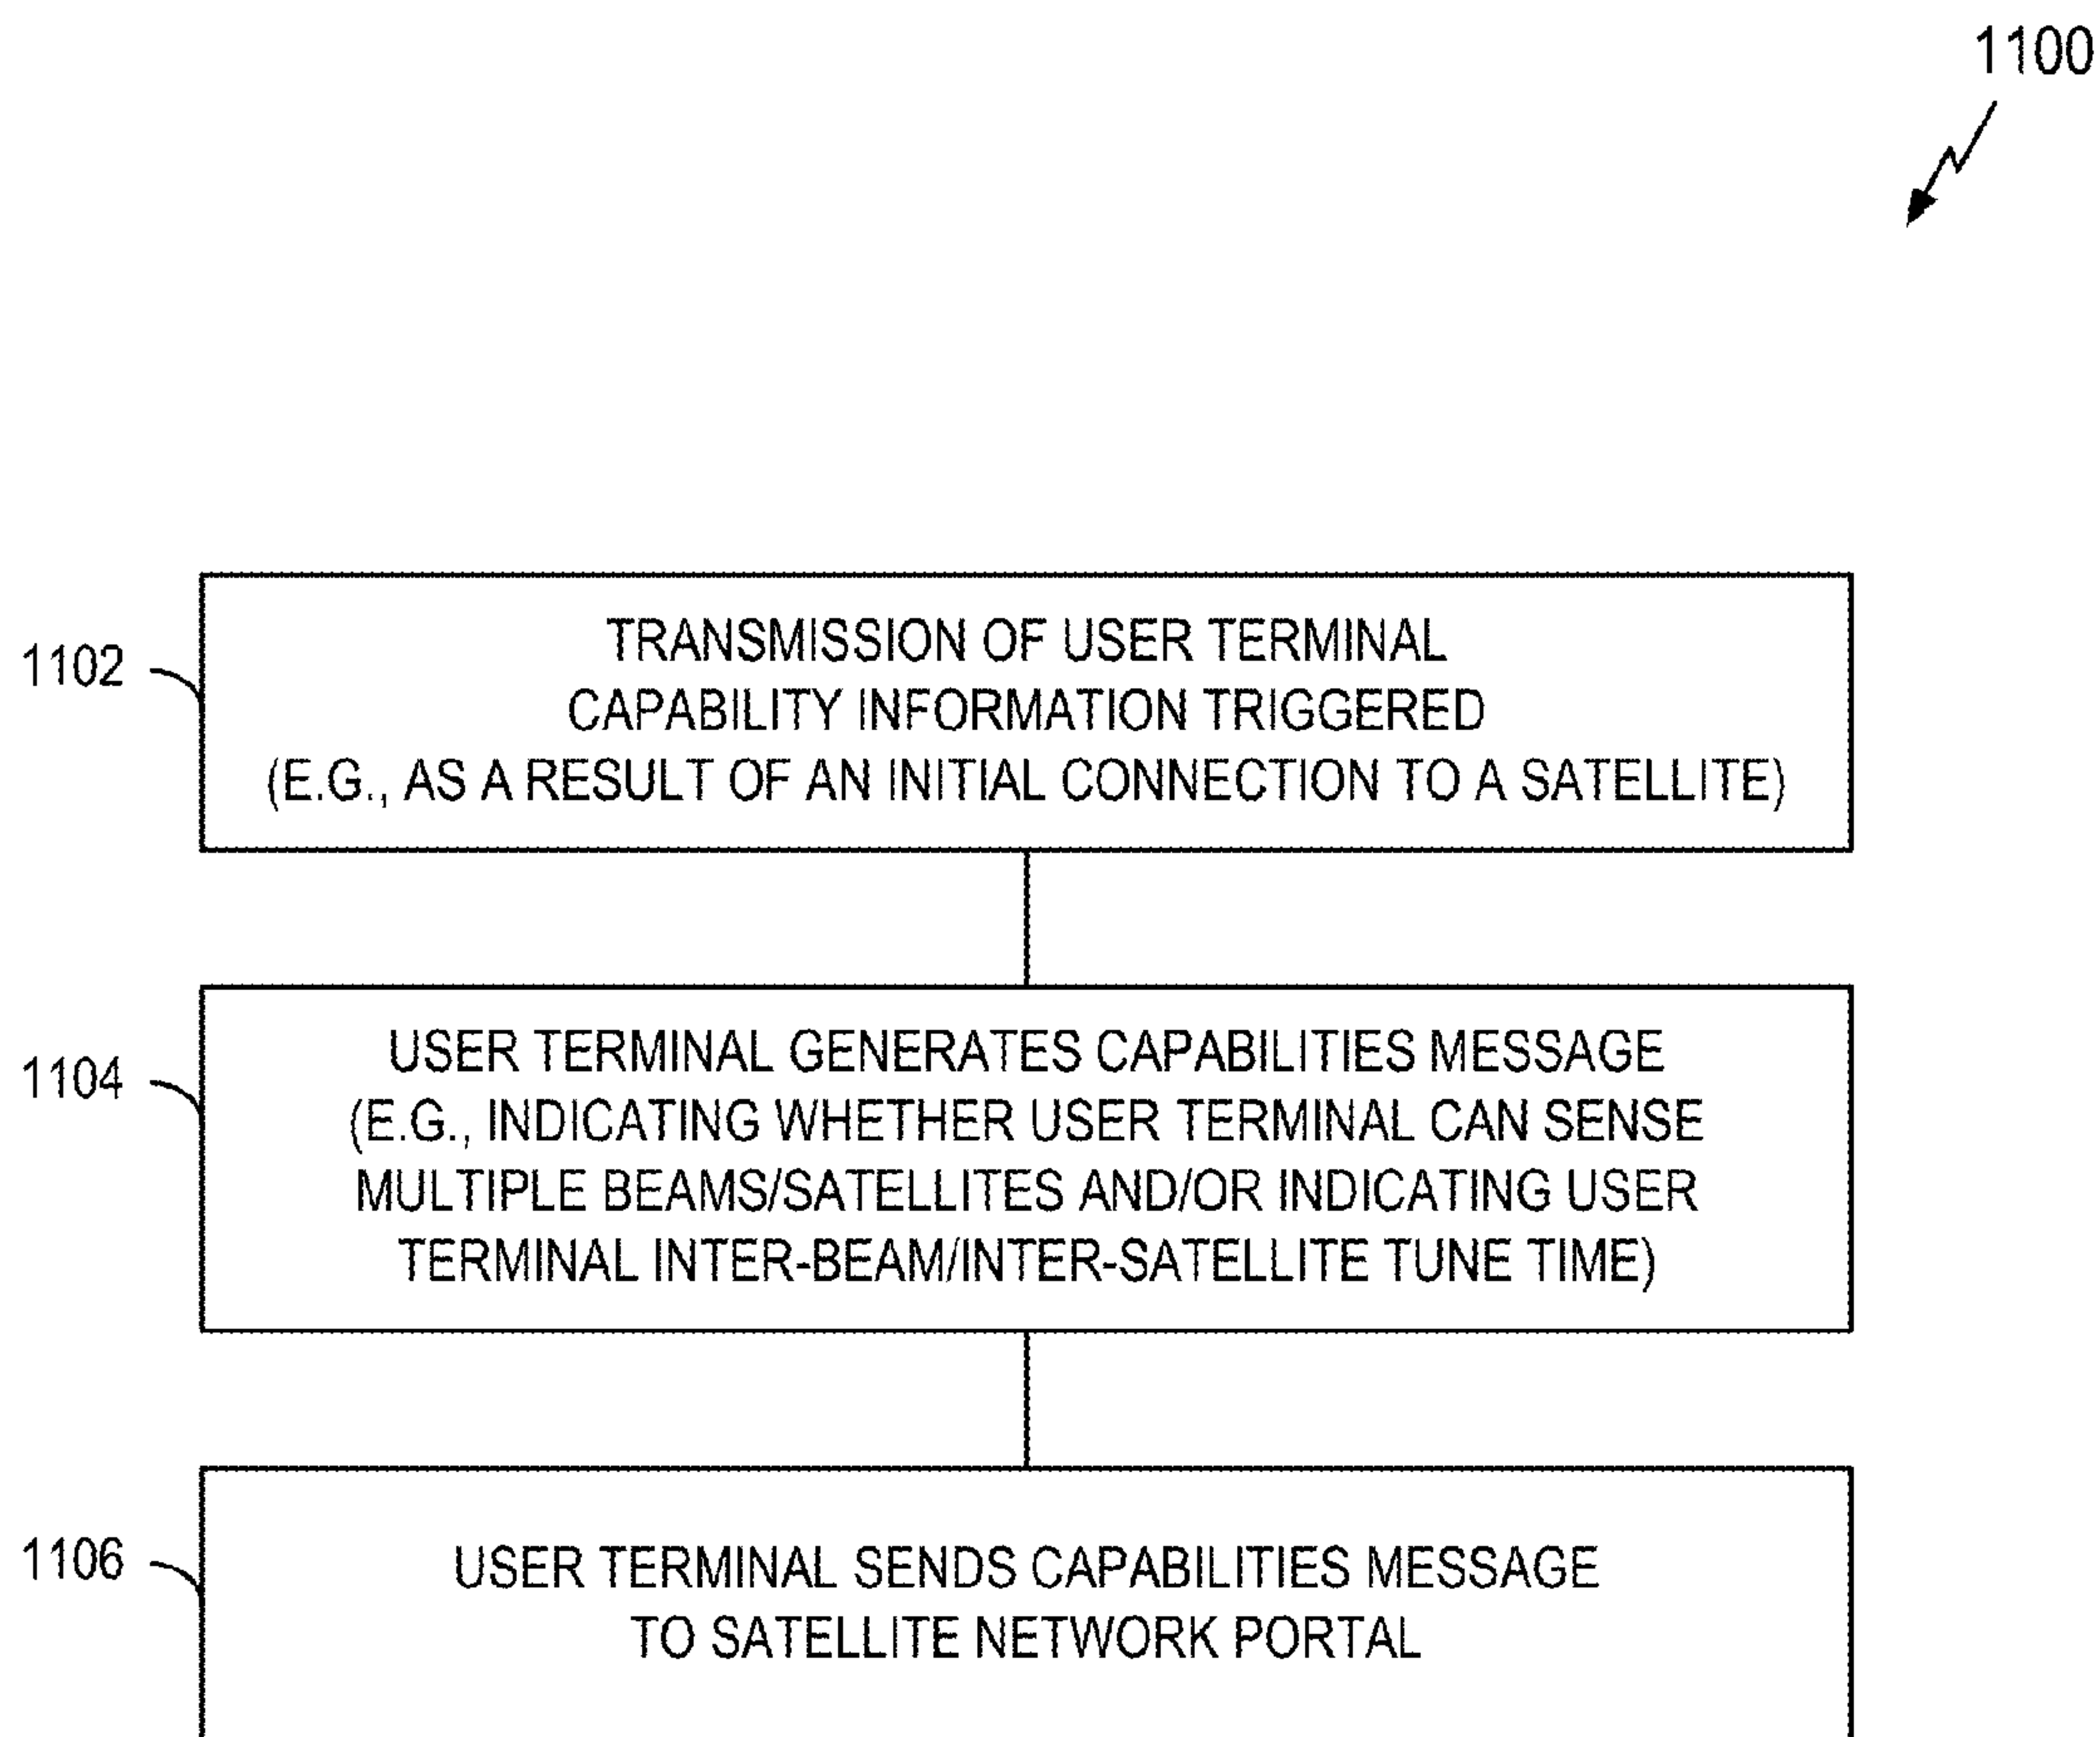 1100
1102
TRANSMISSION OF USER TERMINAL
CAPABILITY INFORMATION TRIGGERED
(E.G., AS A RESULT OF AN INITIAL CONNECTION TO A SATELLITE)
1104
USER TERMINAL GENERATES CAPABILITIES MESSAGE
(E.G., INDICATING WHETHER USER TERMINAL CAN SENSE
MULTIPLE BEAMS/SATELLITES AND/OR INDICATING USER
TERMINAL INTER-BEAM/INTER-SATELLITE TUNE TIME)
1106
USER TERMINAL SENDS CAPABILITIES MESSAGE
TO SATELLITE NETWORK PORTAL